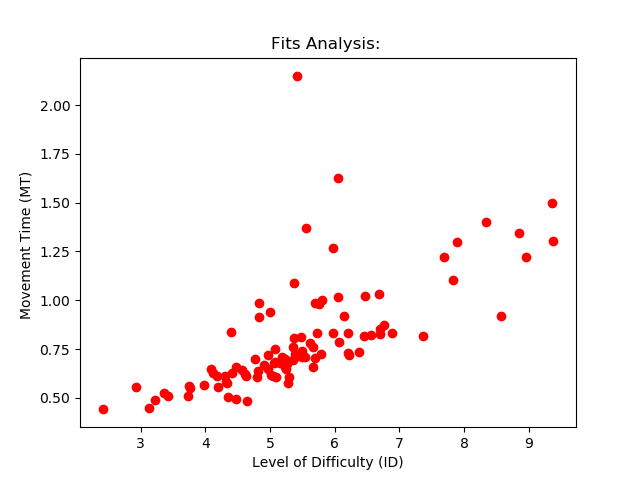 Fits Analysis:
2.00
1.75
1.50
1.25
1.00
0.75
0.50
Movement Time (MT)
3 4 5 6 7 8 9
Level of Difficulty (ID)